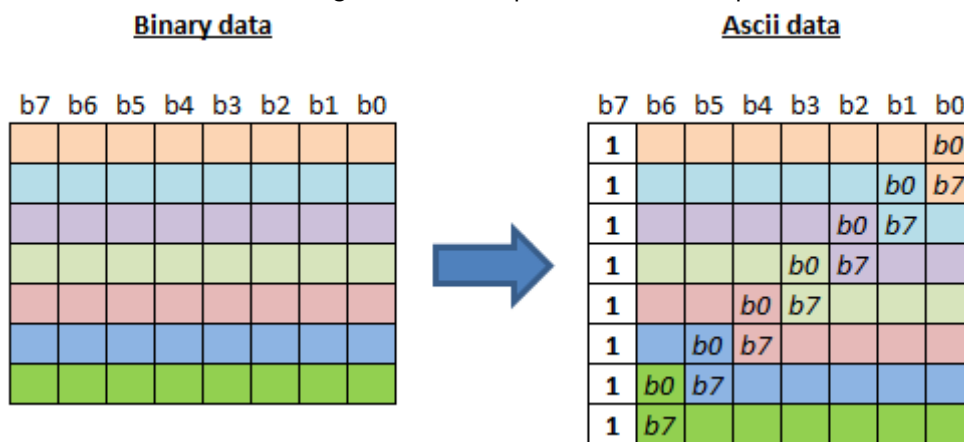 Binary data Ascii data
b7 b6 b5 b4 b3 b2 b1 b0 b7 b6 b5 b4 b3 b2 b1 b0
1 b0
1 b0 b7
1 b0 b7
1 b0 b7
1 b0 b7
1 b0 b7
1 b0 b7
1 b7